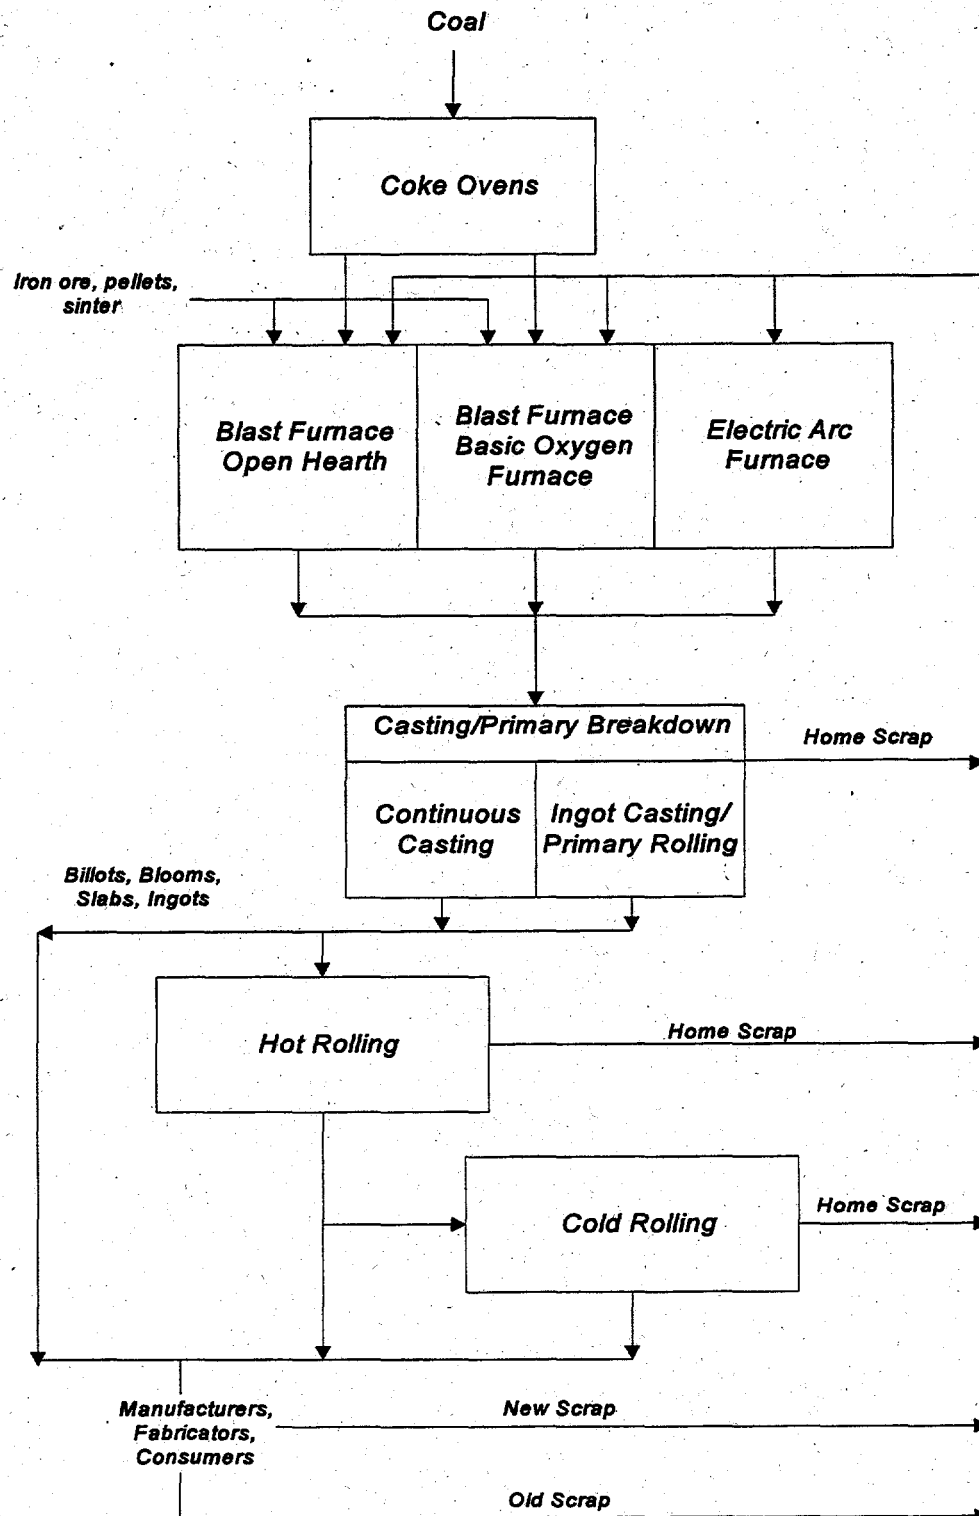 Coal
Coke Ovens
Iron ore, pellets,
sinter
Blast Furnace
Open Hearth
Blast Furnace
Basic Oxygen
Furnace
Electric Arc
Furnace
Casting/Primary Breakdown
Home Scrap
Continuous
Casting
Ingot Casting/
Primary Rolling
Billots, Blooms,
Slabs, Ingots
Hot Rolling
Home Scrap
Cold Rolling
Home Scrap
Manufacturers,
Fabricators,
Consumers
New Scrap
Old Scrap